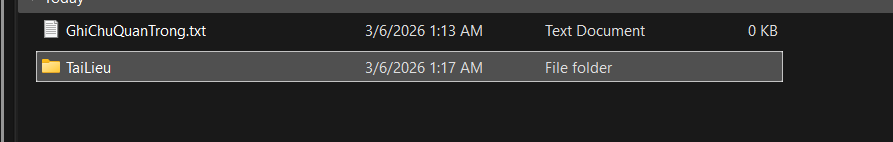 Today
GhiChuQuanTrong.txt 3/6/2026 1:13 AM Text Document 0 KB
TaiLieu 3/6/2026 1:17 AM File folder